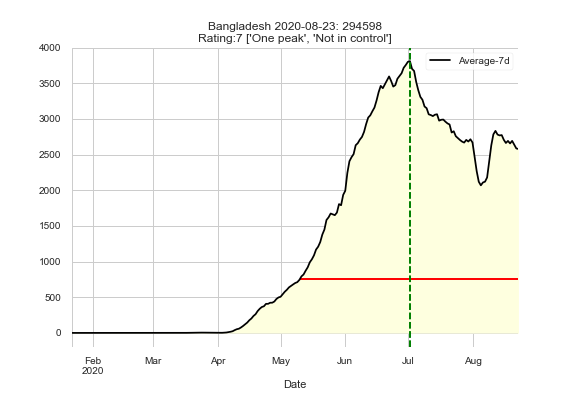 Bangladesh 2020-08-23: 294598
Rating:7 ['One peak', 'Not in control']
Average-7d
4000
3500
3000
2500
2000
1500
1000
500
0
Feb Mar Apr May Jun Jul Aug
2020
Date